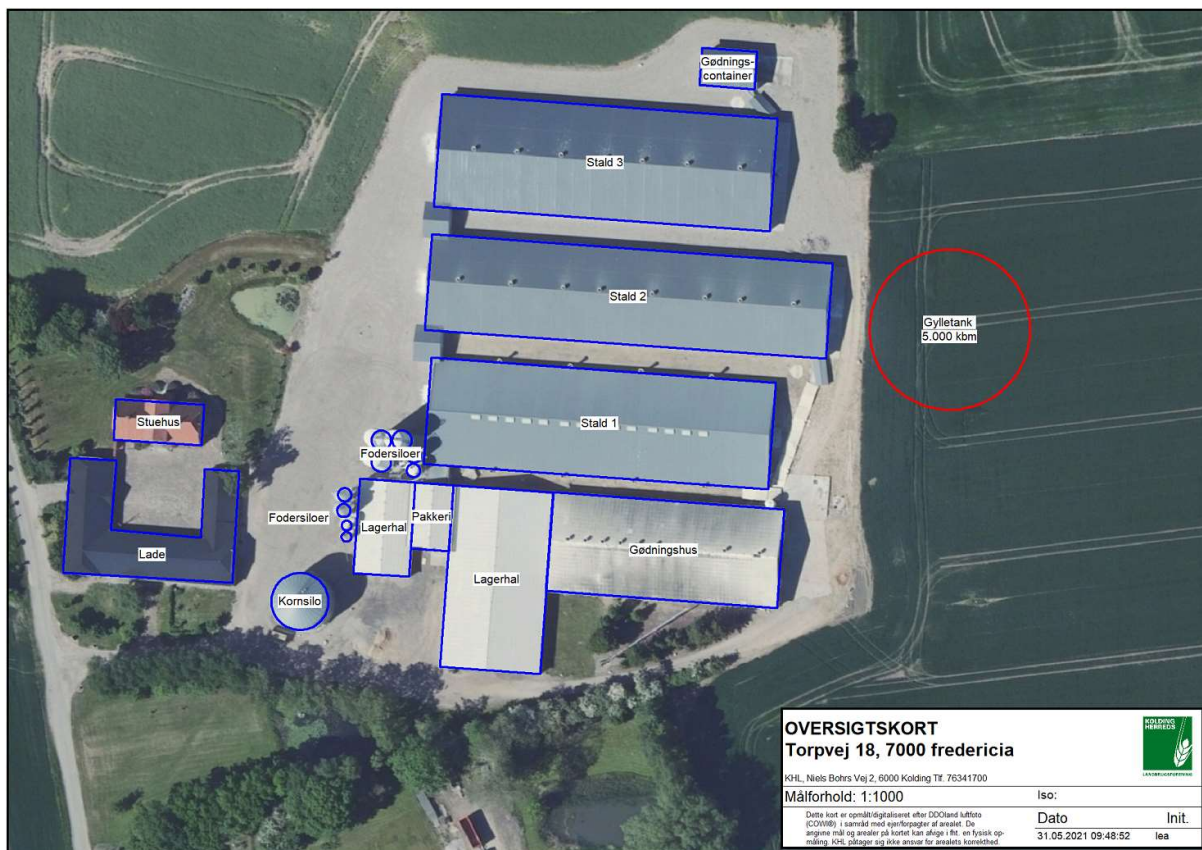 Gødnings-
container
Stald 3
Stald 2
Gylletank
5.000 kbm
Stuehus
Stald 1
Fodersiloer
Fodersiloer
Lagerhal
Pakkeri
Lade
Gødningshus
Lagerhal
Kornsilo
OVERSIGTSKORT
Torpvej 18, 7000 fredericia
KOLDING
HERREDS
LANDBRUGSFORENING
KHL, Niels Bohrs Vej 2, 6000 Kolding Tlf. 76341700
Målforhold: 1:1000
Iso:
Dette kort er opmålt/digitaliseret efter DDOland luftfoto
(COWI®) i samråd med ejer/forpagter af arealet. De
angivne mål og arealer på kortet kan afvige i fht. en fysisk op-
måling. KHL påtager sig ikke ansvar for arealets korrekthed.
Dato
Init.
31.05.2021 09:48:52
lea